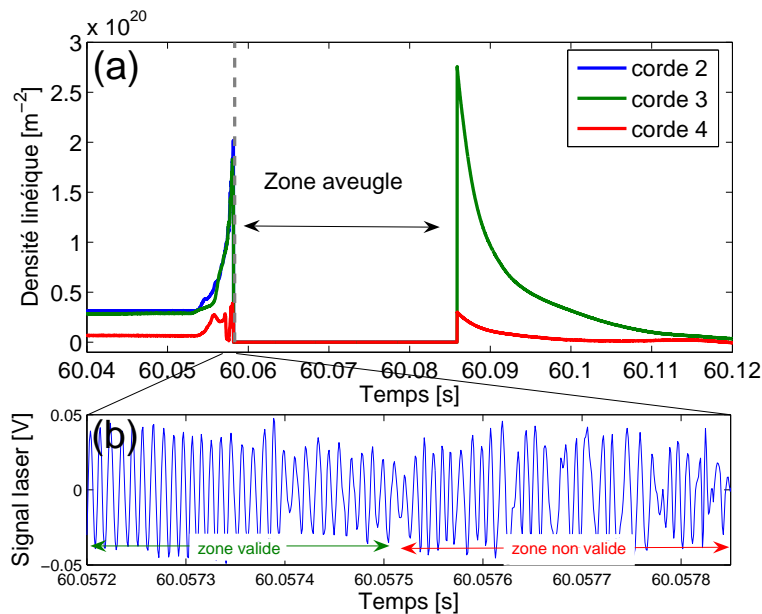 x 10^20
(a)
Densité linéique [m^−2]
3
2.5
2
1.5
1
0.5
0
corde 2
corde 3
corde 4
Zone aveugle
60.04 60.05 60.06 60.07 60.08 60.09 60.1 60.11 60.12
Temps [s]
(b)
Signal laser [V]
0.05
0
−0.05
zone valide
zone non valide
60.0572 60.0573 60.0574 60.0575 60.0576 60.0577 60.0578
Temps [s]